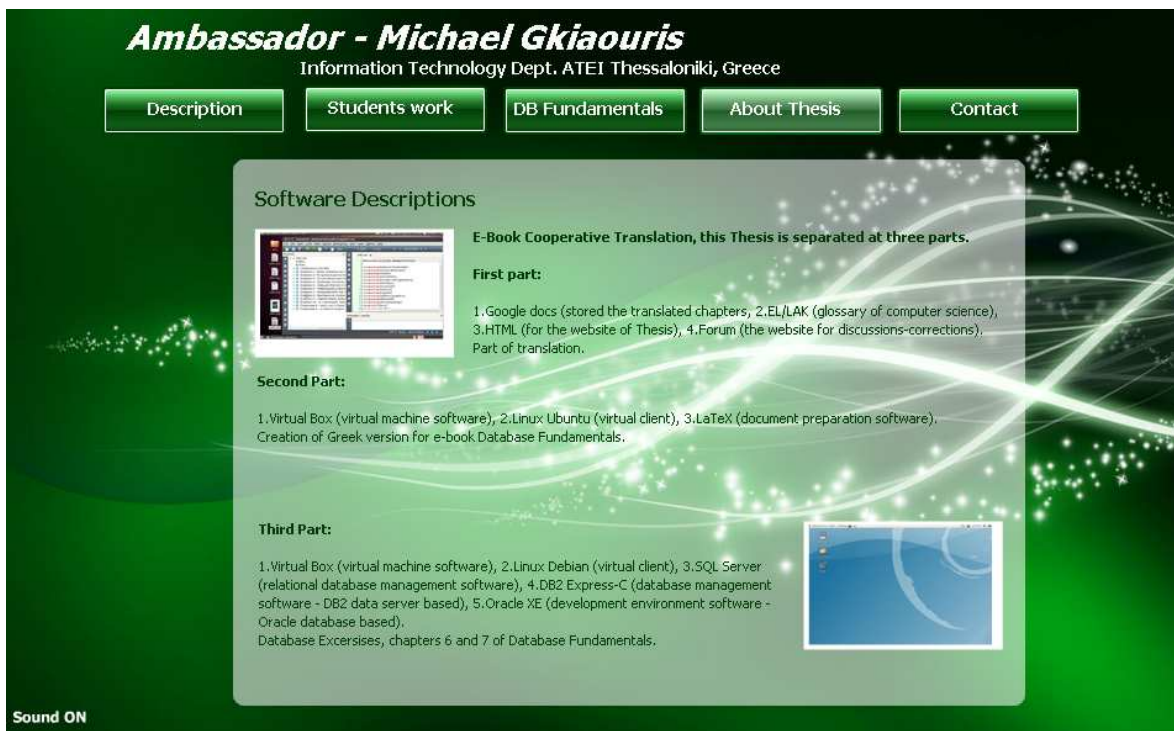 Ambassador - Michael Gkiaouris
Information Technology Dept. ATEI Thessaloniki, Greece
Description
Students work
DB Fundamentals
About Thesis
Contact
Software Descriptions
E-Book Cooperative Translation, this Thesis is separated at three parts.
First part:
1.Google docs (stored the translated chapters, 2.EL/LAK (glossary of computer science),
3.HTML (for the website of Thesis), 4.Forum (the website for discussions-corrections).
Part of translation.
Second Part:
1.Virtual Box (virtual machine software), 2.Linux Ubuntu (virtual client), 3.LaTeX (document preparation software).
Creation of Greek version for e-book Database Fundamentals.
Third Part:
1.Virtual Box (virtual machine software), 2.Linux Debian (virtual client), 3.SQL Server
(relational database management software), 4.DB2 Express-C (database management
software - DB2 data server based), 5.Oracle XE (development environment software -
Oracle database based).
Database Excersises, chapters 6 and 7 of Database Fundamentals.
Sound ON